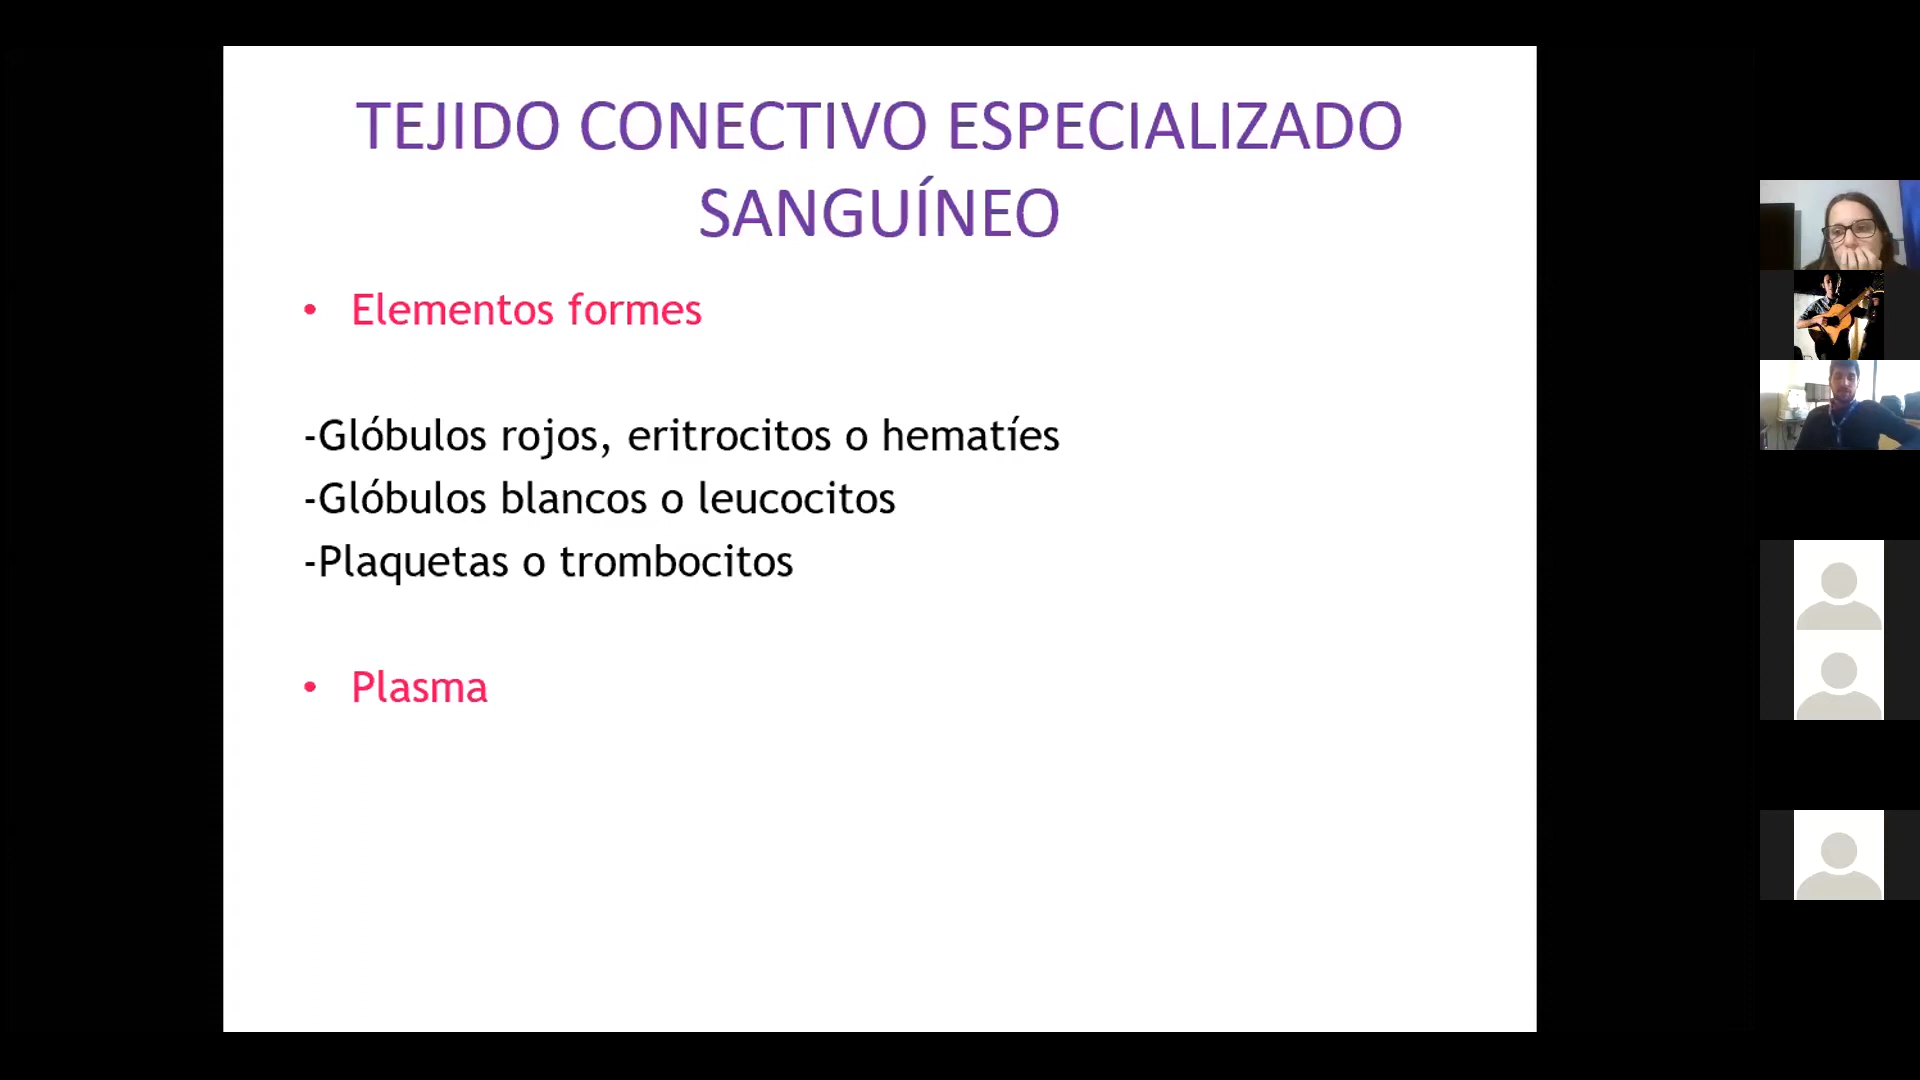 TEJIDO CONECTIVO ESPECIALIZADO
SANGUÍNEO
• Elementos formes
-Glóbulos rojos, eritrocitos o hematíes
-Glóbulos blancos o leucocitos
-Plaquetas o trombocitos
• Plasma